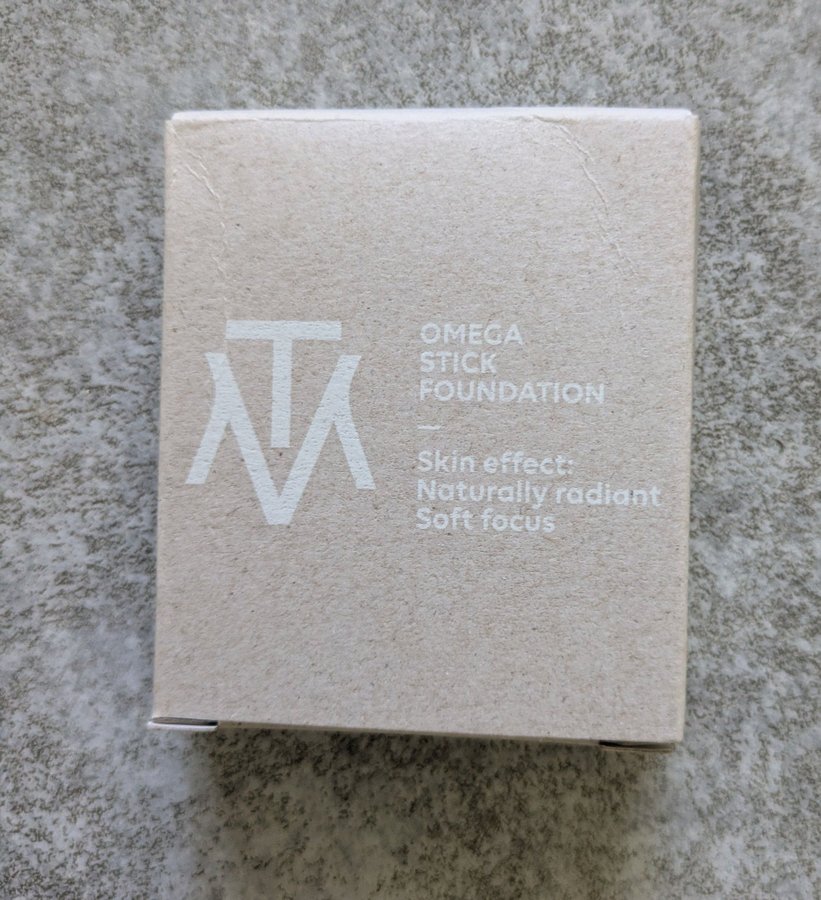 OMEGA
STICK
FOUNDATION
—
Skin effect:
Naturally radiant
Soft focus